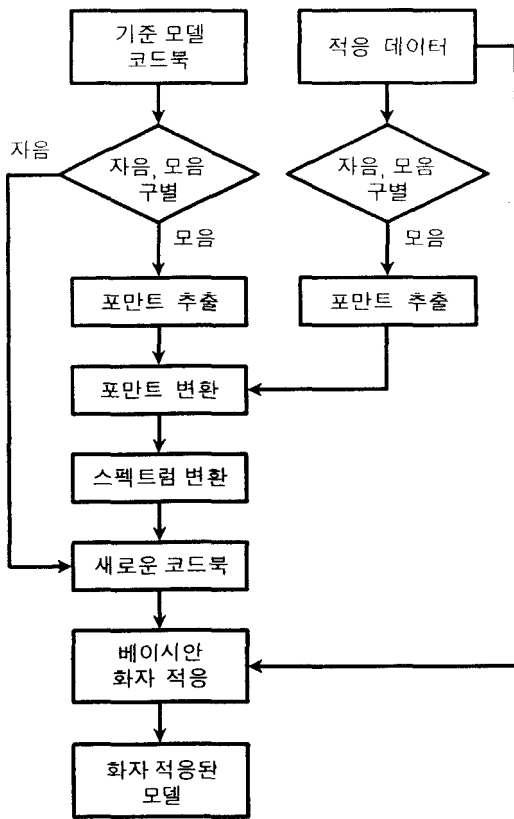 기준 모델
코드북
적응 데이터
자음
자음, 모음
구별
자음, 모음
구별
모음
모음
포만트 추출
포만트 추출
포만트 변환
스펙트럼 변환
새로운 코드북
베이시안
화자 적응
화자 적응된
모델